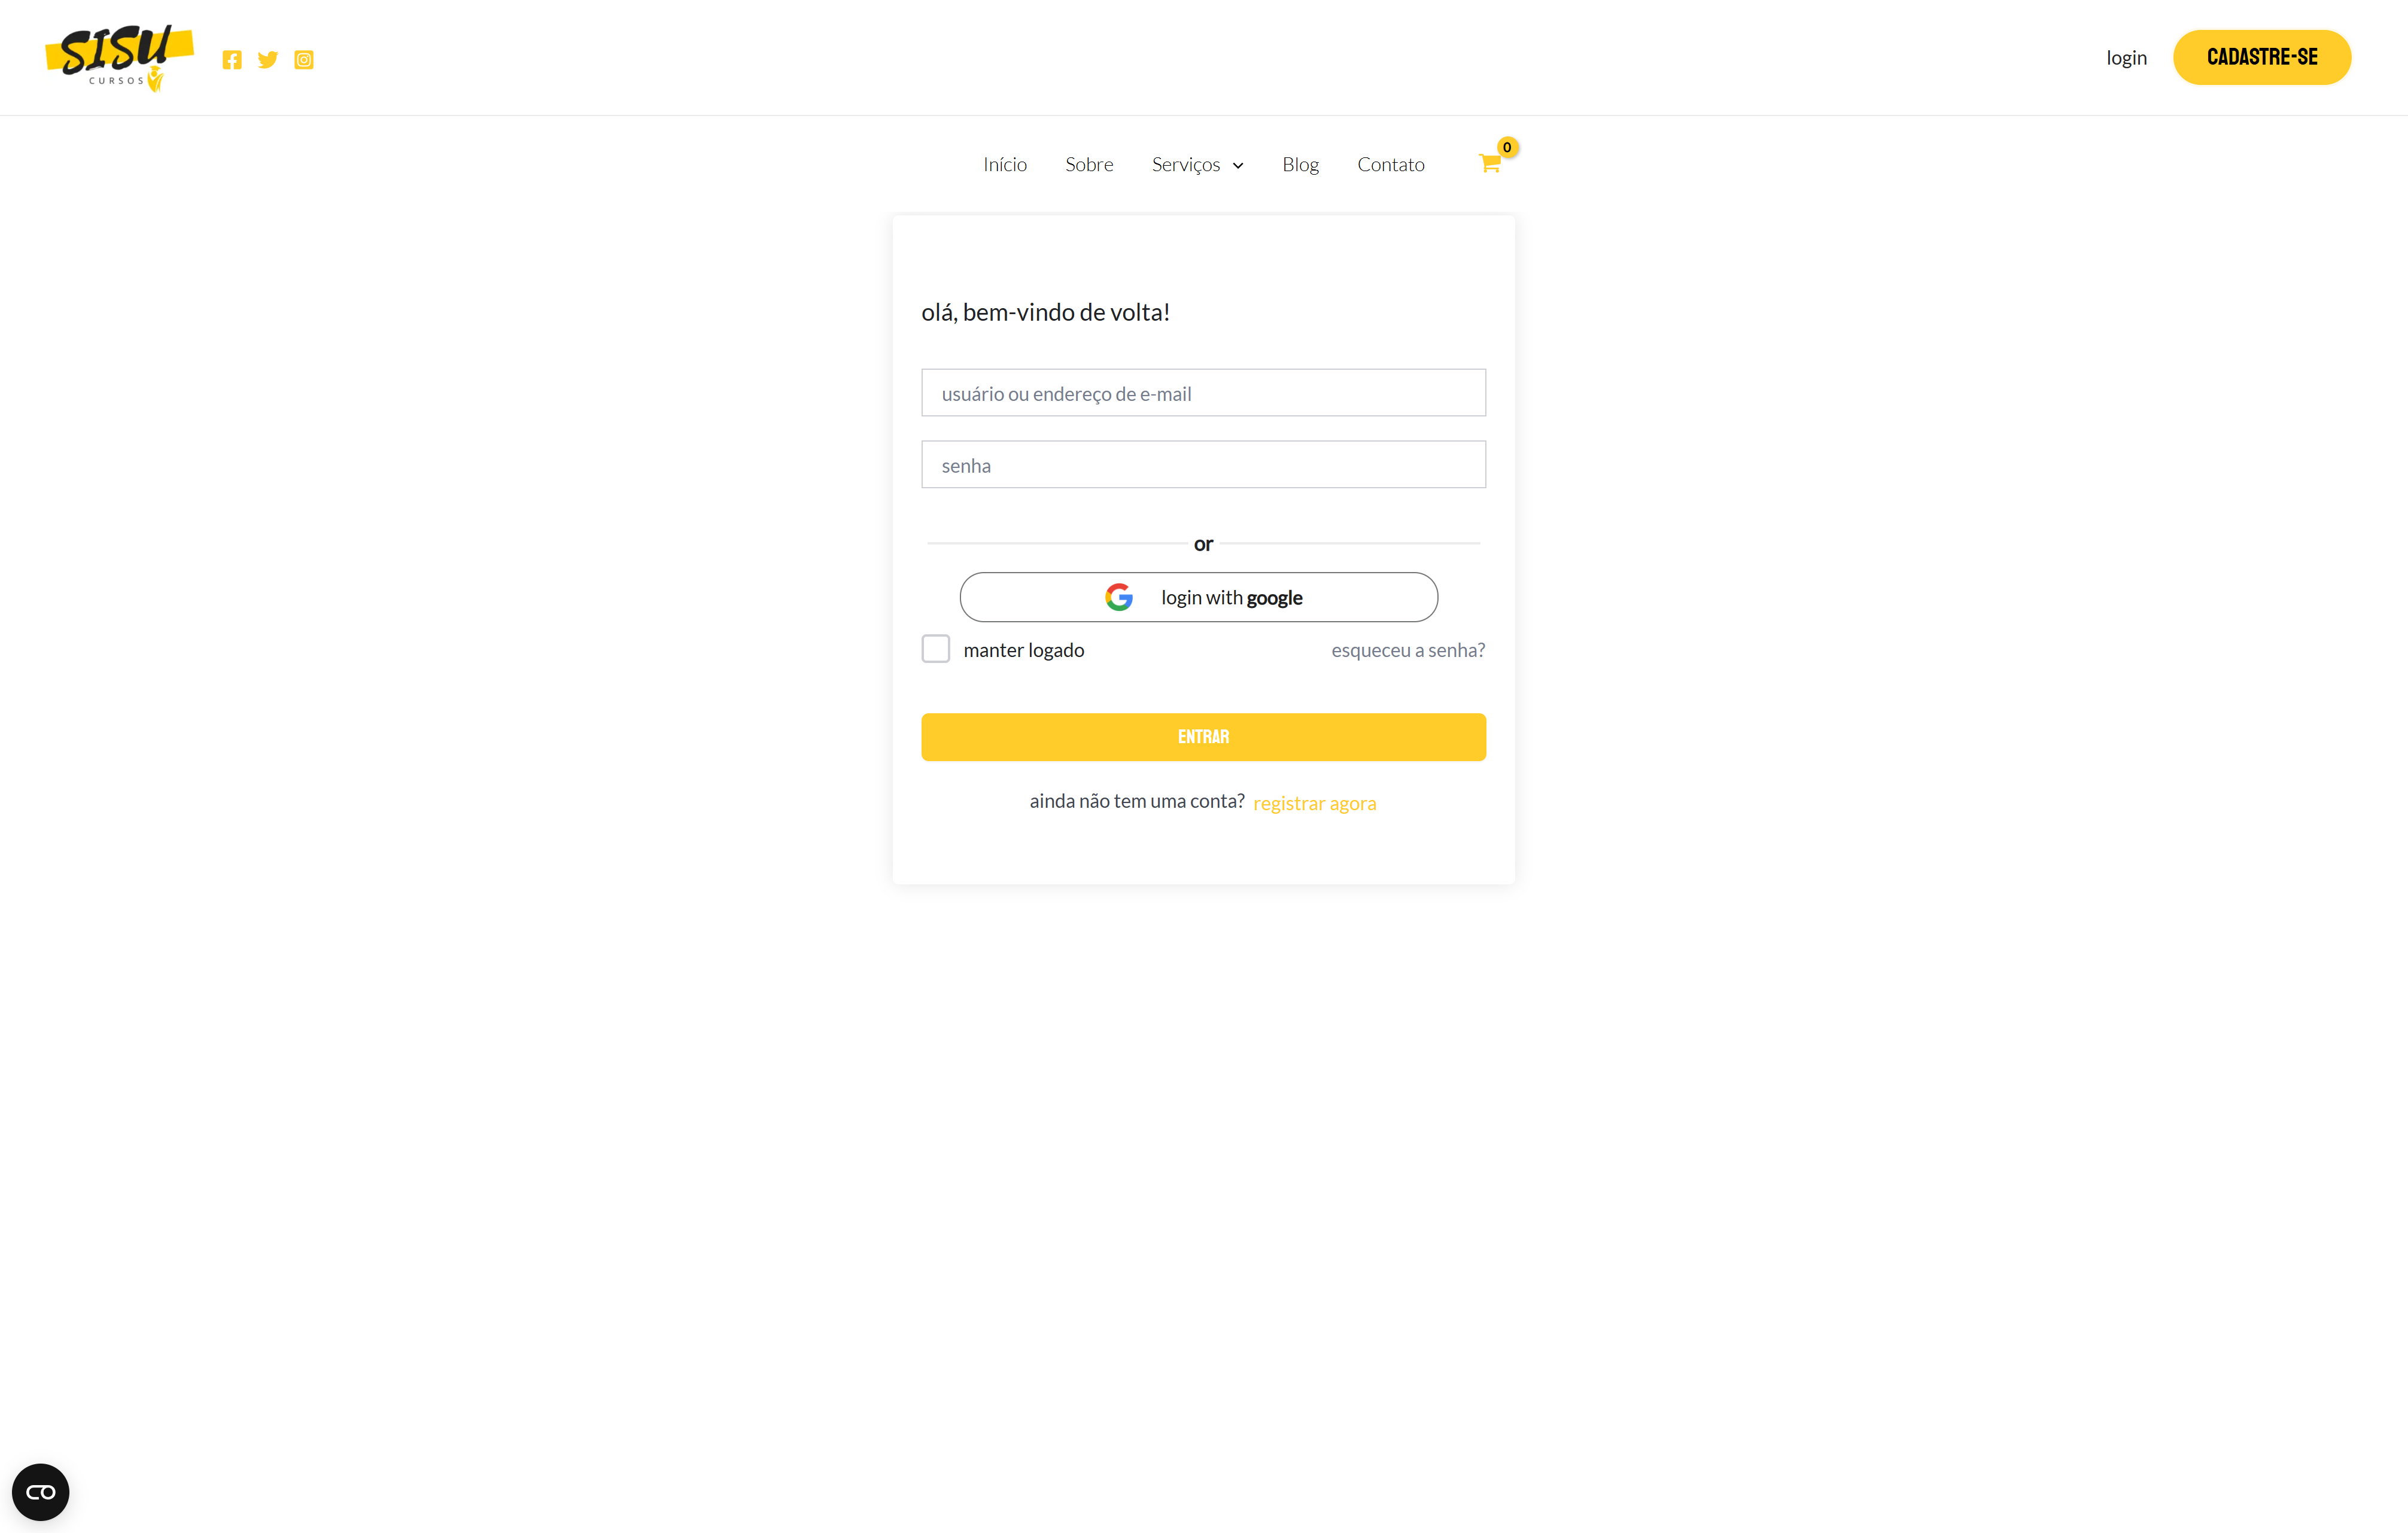 SISU
CURSOS
login
CADASTRE-SE
Início
Sobre
Serviços
Blog
Contato
0
olá, bem-vindo de volta!
usuário ou endereço de e-mail
senha
or
login with google
manter logado
esqueceu a senha?
ENTRAR
ainda não tem uma conta? registrar agora